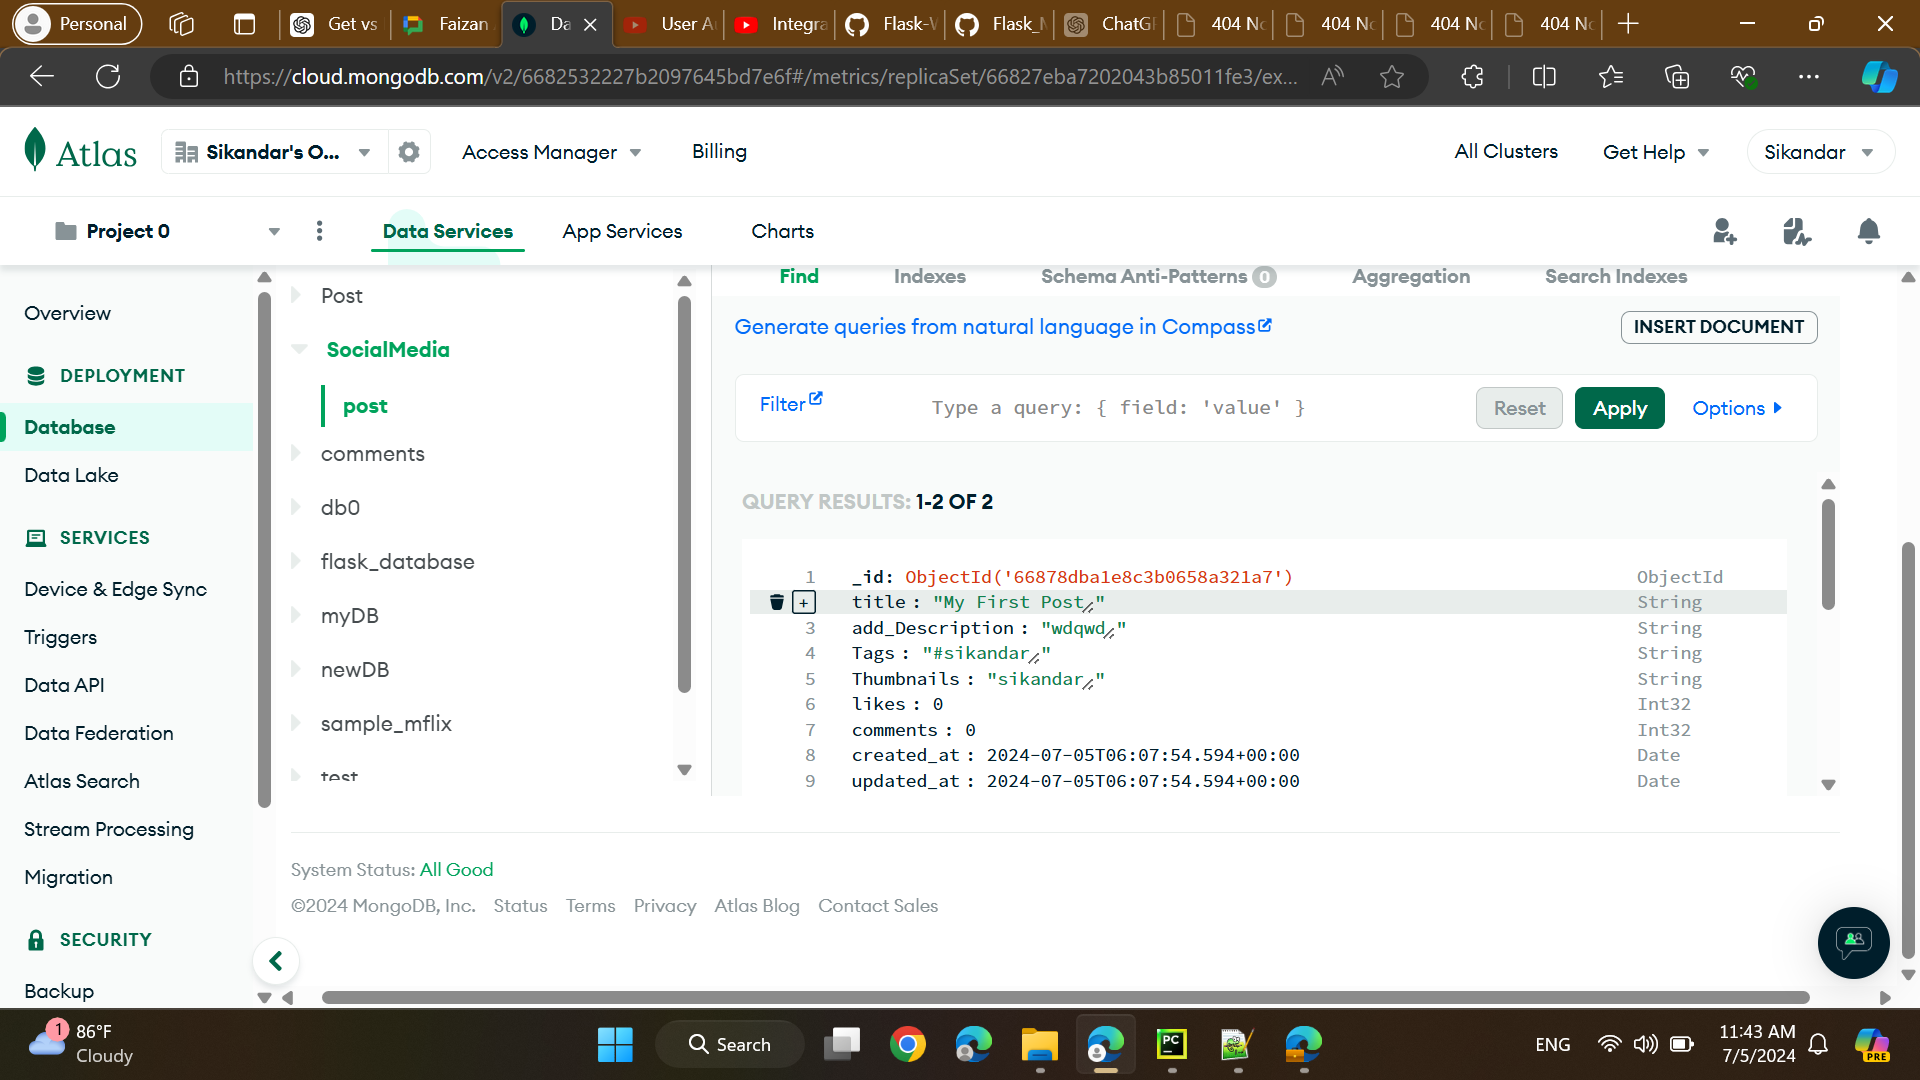 Personal
Get vs
Faizan
Da
User A
Integra
Flask-V
Flask_M
ChatGP
404 No
404 No
404 No
404 No
https://cloud.mongodb.com/v2/6682532227b2097645bd7e6f#/metrics/replicaSet/66827eba7202043b85011fe3/ex...
Atlas
Sikandar's O...
Access Manager
Billing
All Clusters
Get Help
Sikandar
Project 0
Data Services
App Services
Charts
Overview
DEPLOYMENT
Database
Data Lake
SERVICES
Device & Edge Sync
Triggers
Data API
Data Federation
Atlas Search
Stream Processing
Migration
SECURITY
Backup
Post
SocialMedia
post
comments
db0
flask_database
myDB
newDB
sample_mflix
test
Find
Indexes
Schema Anti-Patterns 0
Aggregation
Search Indexes
Generate queries from natural language in Compass
INSERT DOCUMENT
Filter
Type a query: { field: 'value' }
Reset
Apply
Options
QUERY RESULTS: 1-2 OF 2
1 _id: ObjectId('66878dba1e8c3b0658a321a7') ObjectId
+ title : "My First Post" String
3 add_Description : "wdqwd" String
4 Tags : "#sikandar" String
5 Thumbnails : "sikandar" String
6 likes : 0 Int32
7 comments : 0 Int32
8 created_at : 2024-07-05T06:07:54.594+00:00 Date
9 updated_at : 2024-07-05T06:07:54.594+00:00 Date
System Status: All Good
©2024 MongoDB, Inc. Status Terms Privacy Atlas Blog Contact Sales
1
86°F
Cloudy
Search
PC
ENG
11:43 AM
7/5/2024
PRE